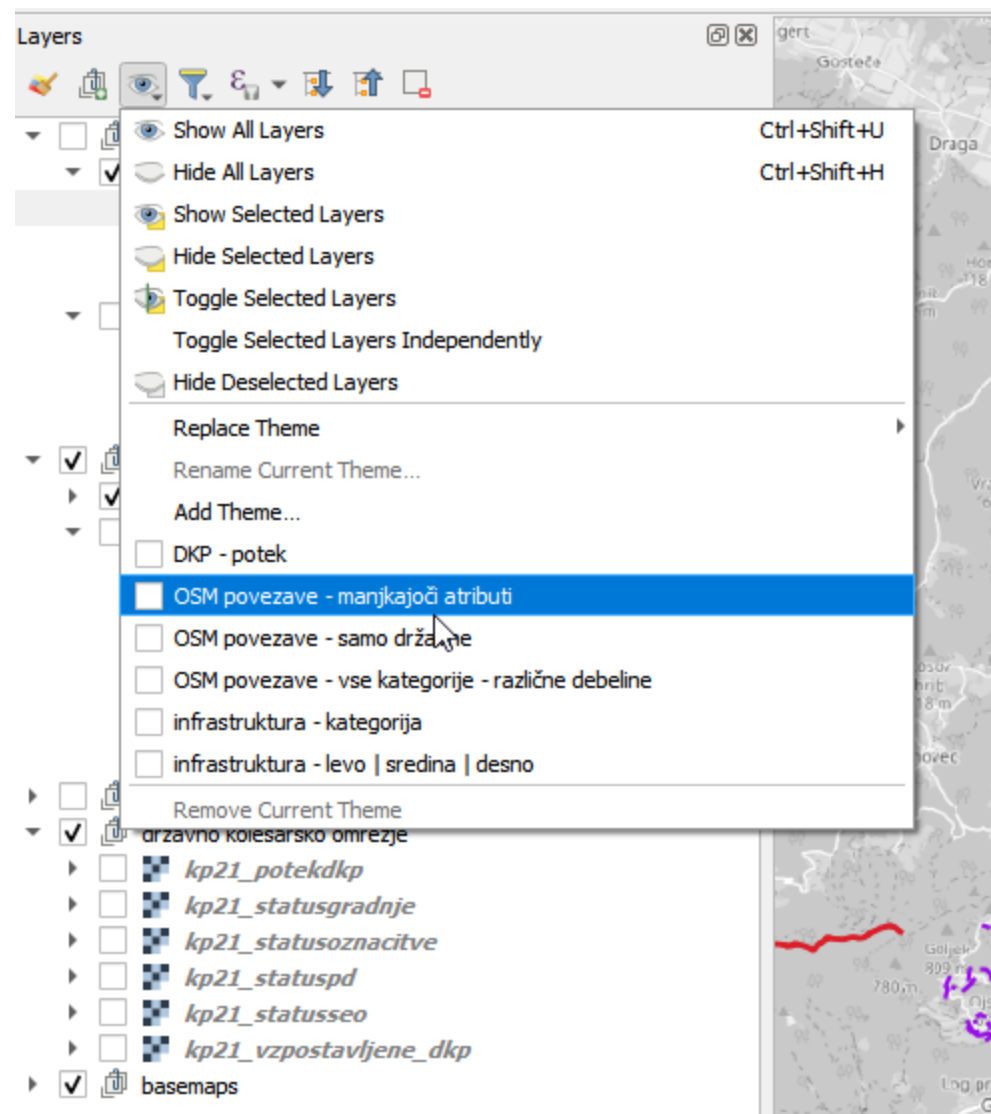 Layers
gert
Gosteče
Draga
Show All Layers Ctrl+Shift+U
Hide All Layers Ctrl+Shift+H
Show Selected Layers
Hide Selected Layers
Toggle Selected Layers
Toggle Selected Layers Independently
Hide Deselected Layers
Replace Theme
Rename Current Theme...
Add Theme...
DKP - potek
OSM povezave - manjkajoči atributi
OSM povezave - samo
OSM povezave - vse kategorije - različne debeline
infrastruktura - kategorija
infrastruktura - levo | sredina | desno
Remove Current Theme
državno kolesarsko omrežje
kp21_potekdkp
kp21_statusgradnje
kp21_statusoznacitve
kp21_statuspd
kp21_statusseo
kp21_vzpostavljene_dkp
basemaps
Goljek
809 m
780 m
Log pr